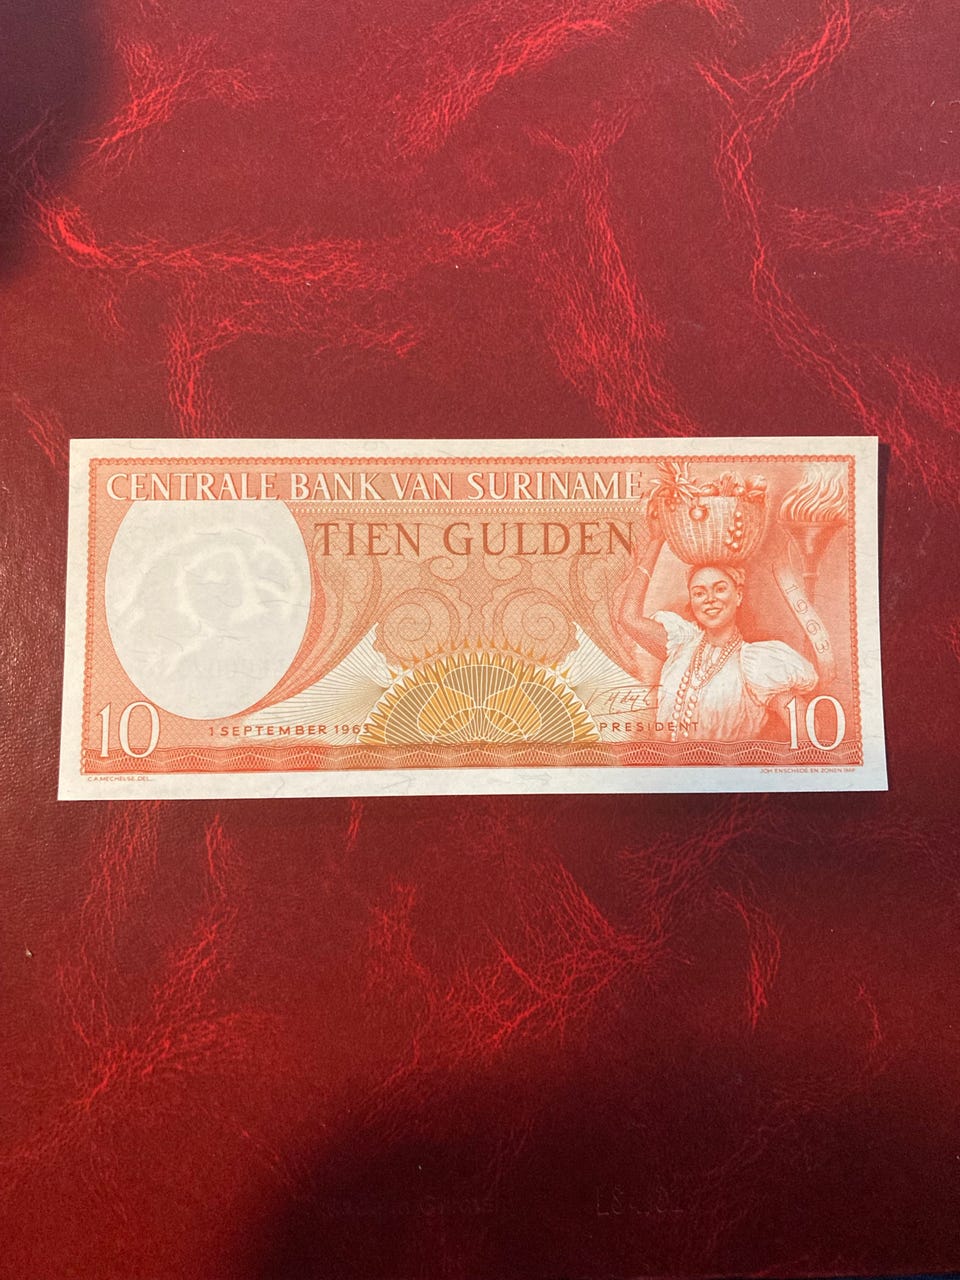 CENTRALE BANK VAN SURINAME
TIEN GULDEN
1963
10
1 SEPTEMBER 1963
PRESIDENT
10
C.A.MECHELSE.DEL.
JOH. ENSCHEDÉ EN ZONEN IMP.